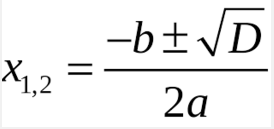 x₁,₂ = (−b ± √D) / 2a